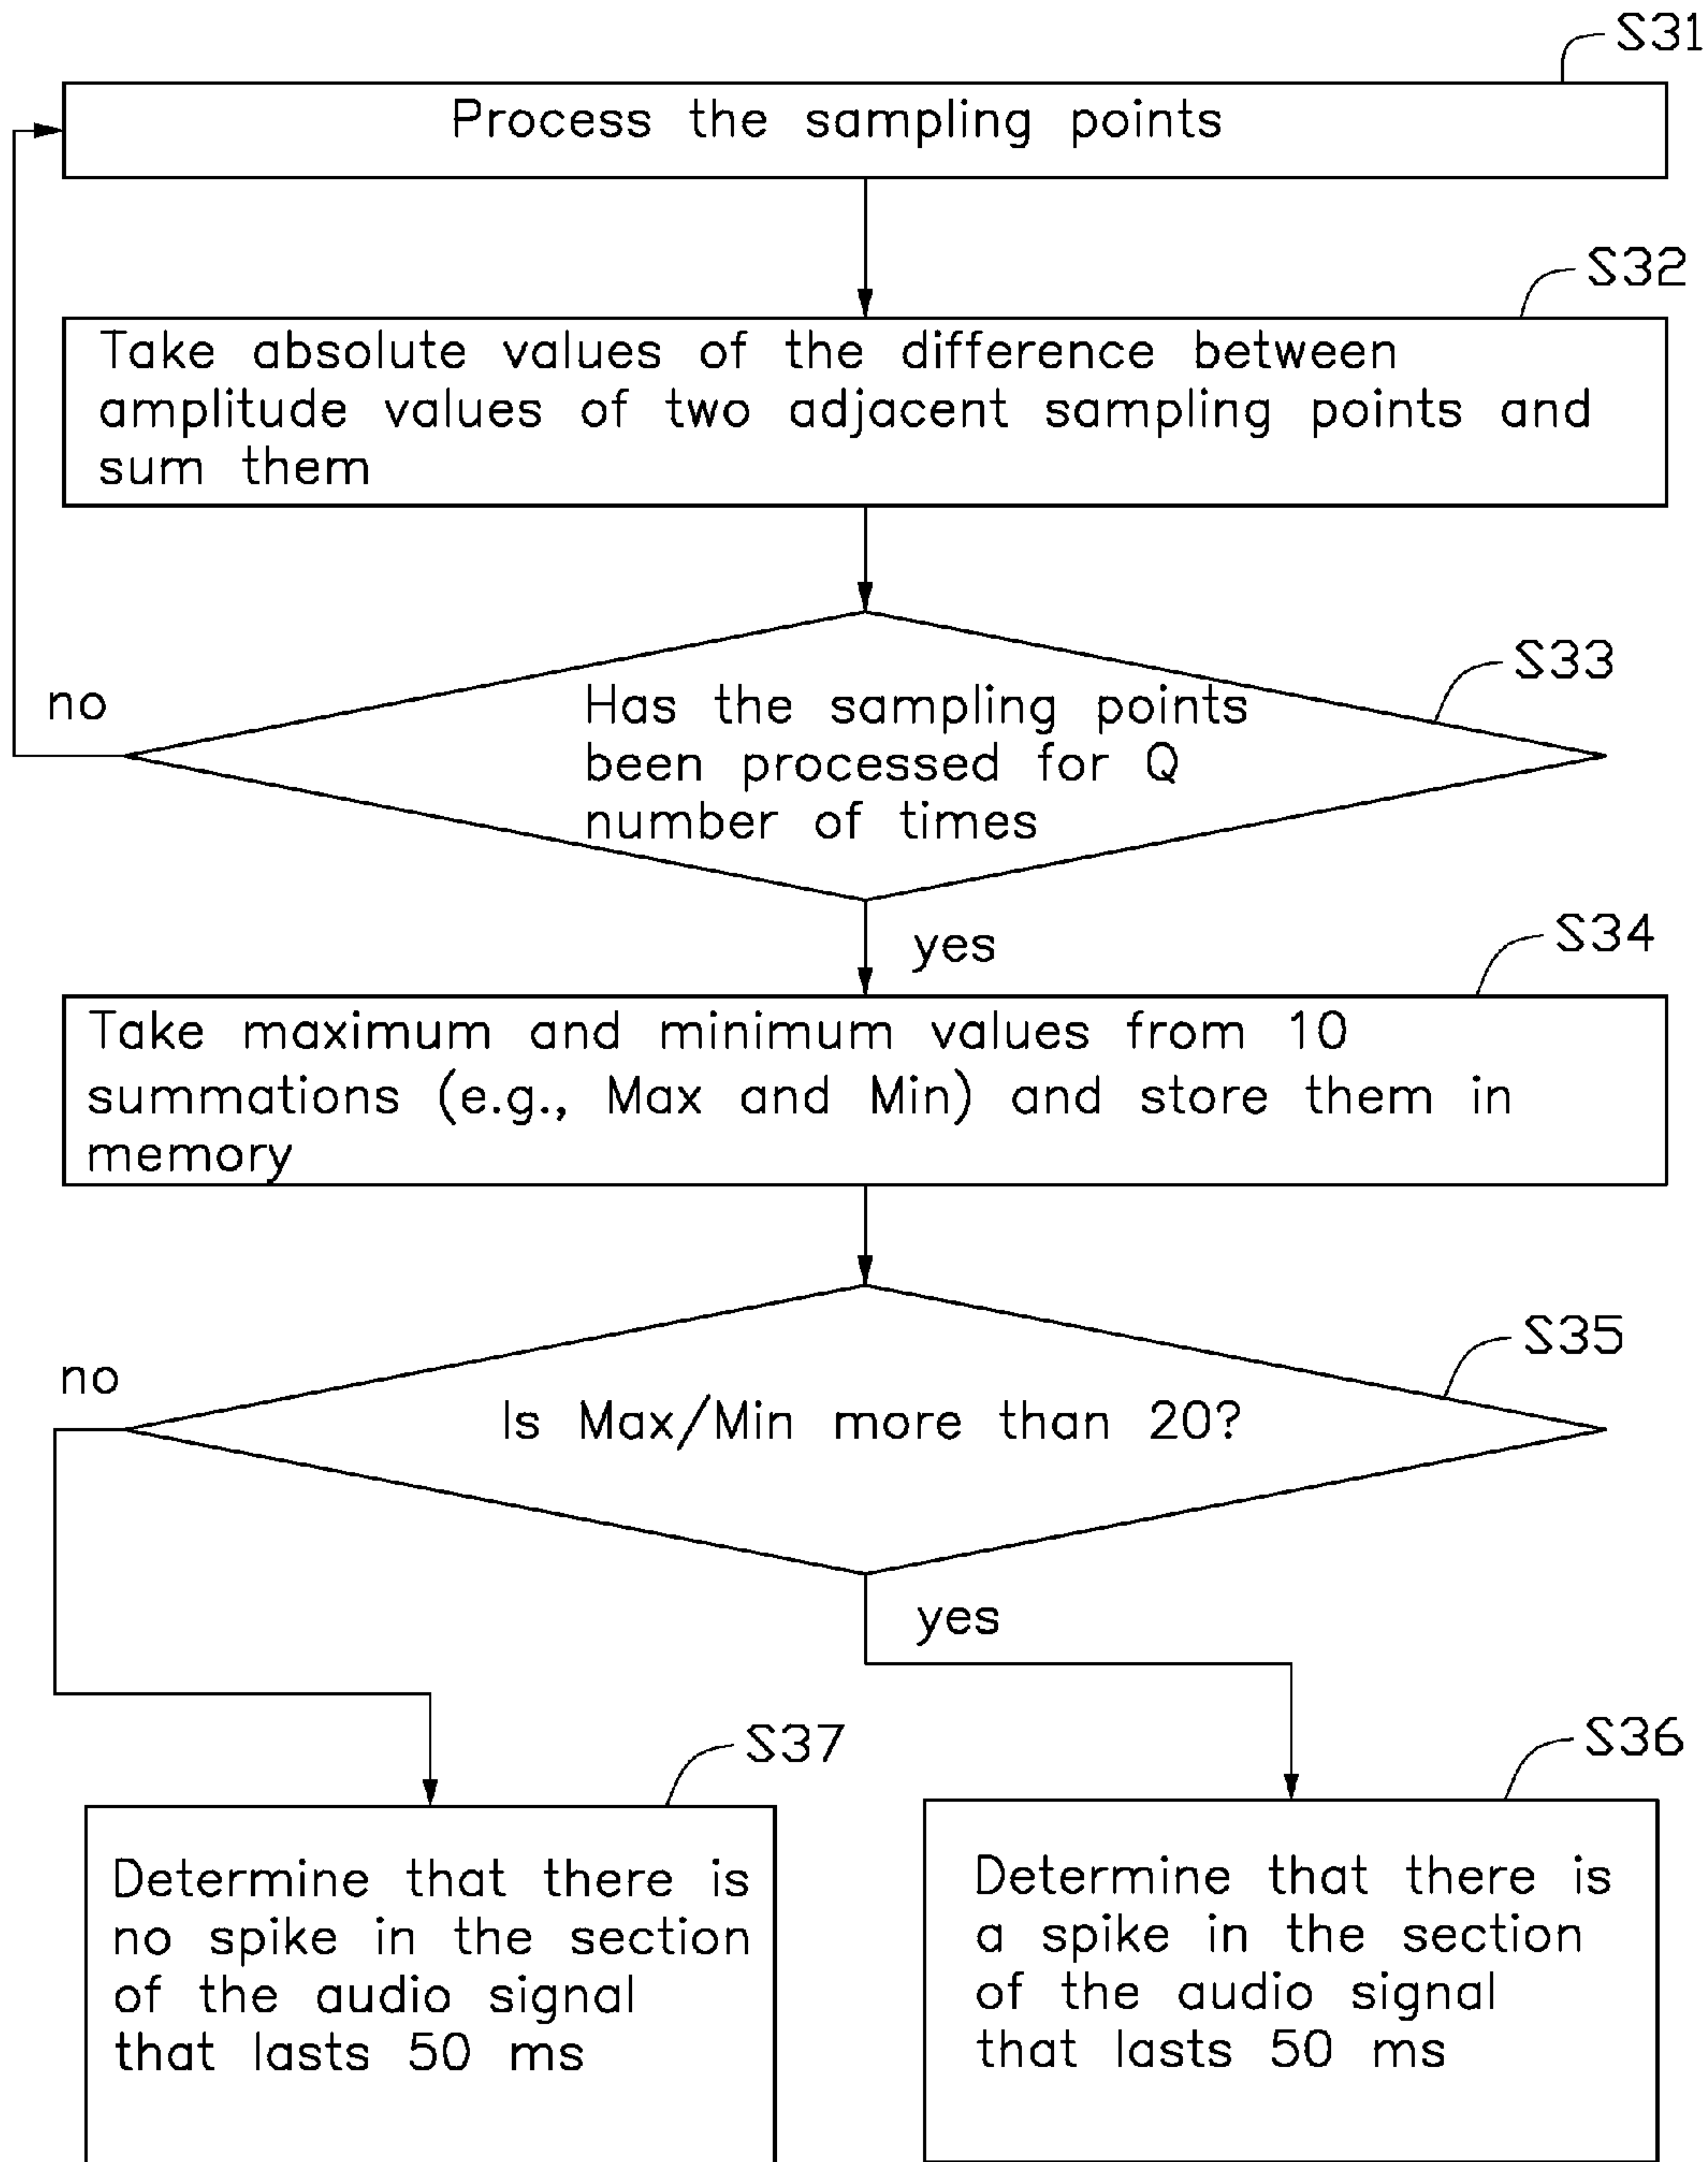 S31
Process the sampling points
S32
Take absolute values of the difference between
amplitude values of two adjacent sampling points and
sum them
S33
no
Has the sampling points
been processed for Q
number of times
yes
S34
Take maximum and minimum values from 10
summations (e.g., Max and Min) and store them in
memory
S35
no
Is Max/Min more than 20?
yes
S37
S36
Determine that there is
no spike in the section
of the audio signal
that lasts 50 ms
Determine that there is
a spike in the section
of the audio signal
that lasts 50 ms